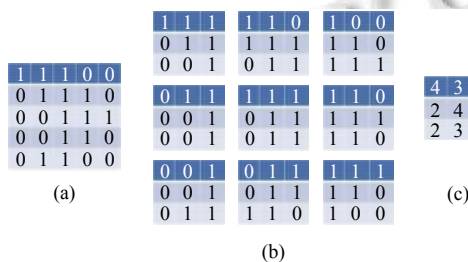 1 1 1 0 0
0 1 1 1 0
0 0 1 1 1
0 0 1 1 0
0 1 1 0 0
(a)
1 1 1 1 1 0 1 0 0
0 1 1 1 1 1 1 1 0
0 0 1 0 1 1 1 1 1
0 1 1 1 1 1 1 1 0
0 0 1 0 1 1 1 1 1
0 0 1 0 1 1 1 1 0
0 0 1 0 1 1 1 1 1
0 0 1 0 1 1 1 1 0
0 1 1 1 1 0 1 0 0
(b)
4 3
2 4
2 3
(c)